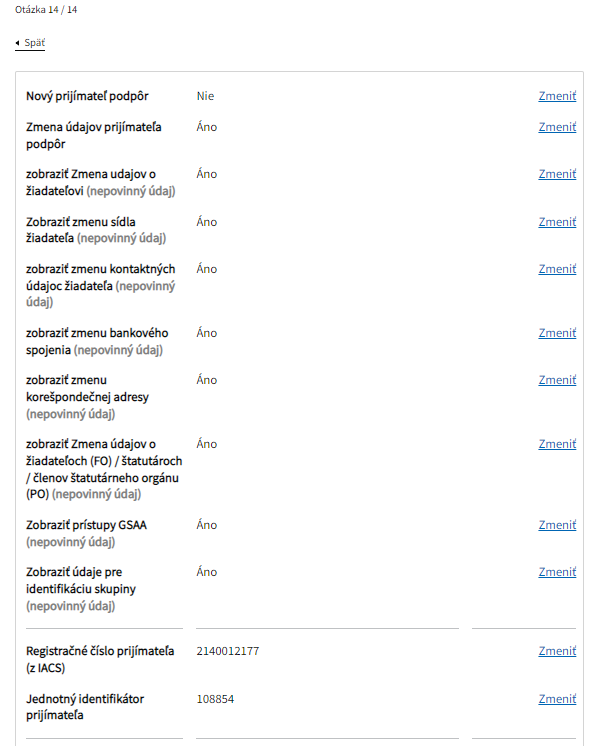 Otázka 14 / 14
Späť
Nový prijímateľ podpôr Nie Zmeniť
Zmena údajov prijímateľa Áno Zmeniť
podpôr
zobraziť Zmena udajov o Áno Zmeniť
žiadateľovi (nepovinný údaj)
Zobraziť zmenu sídla Áno Zmeniť
žiadateľa (nepovinný údaj)
zobraziť zmenu kontaktných Áno Zmeniť
údajoc žiadateľa (nepovinný
údaj)
zobraziť zmenu bankového Áno Zmeniť
spojenia (nepovinný údaj)
zobraziť zmenu Áno Zmeniť
korešpondečnej adresy
(nepovinný údaj)
zobraziť Zmena údajov o Áno Zmeniť
žiadateľoch (FO) / štatutároch
/ členov štatutárneho orgánu
(PO) (nepovinný údaj)
Zobraziť prístupy GSAA Áno Zmeniť
(nepovinný údaj)
Zobraziť údaje pre Áno Zmeniť
identifikáciu skupiny
(nepovinný údaj)
Registračné číslo prijímateľa 2140012177 Zmeniť
(z IACS)
Jednotný identifikátor 108854 Zmeniť
prijímateľa